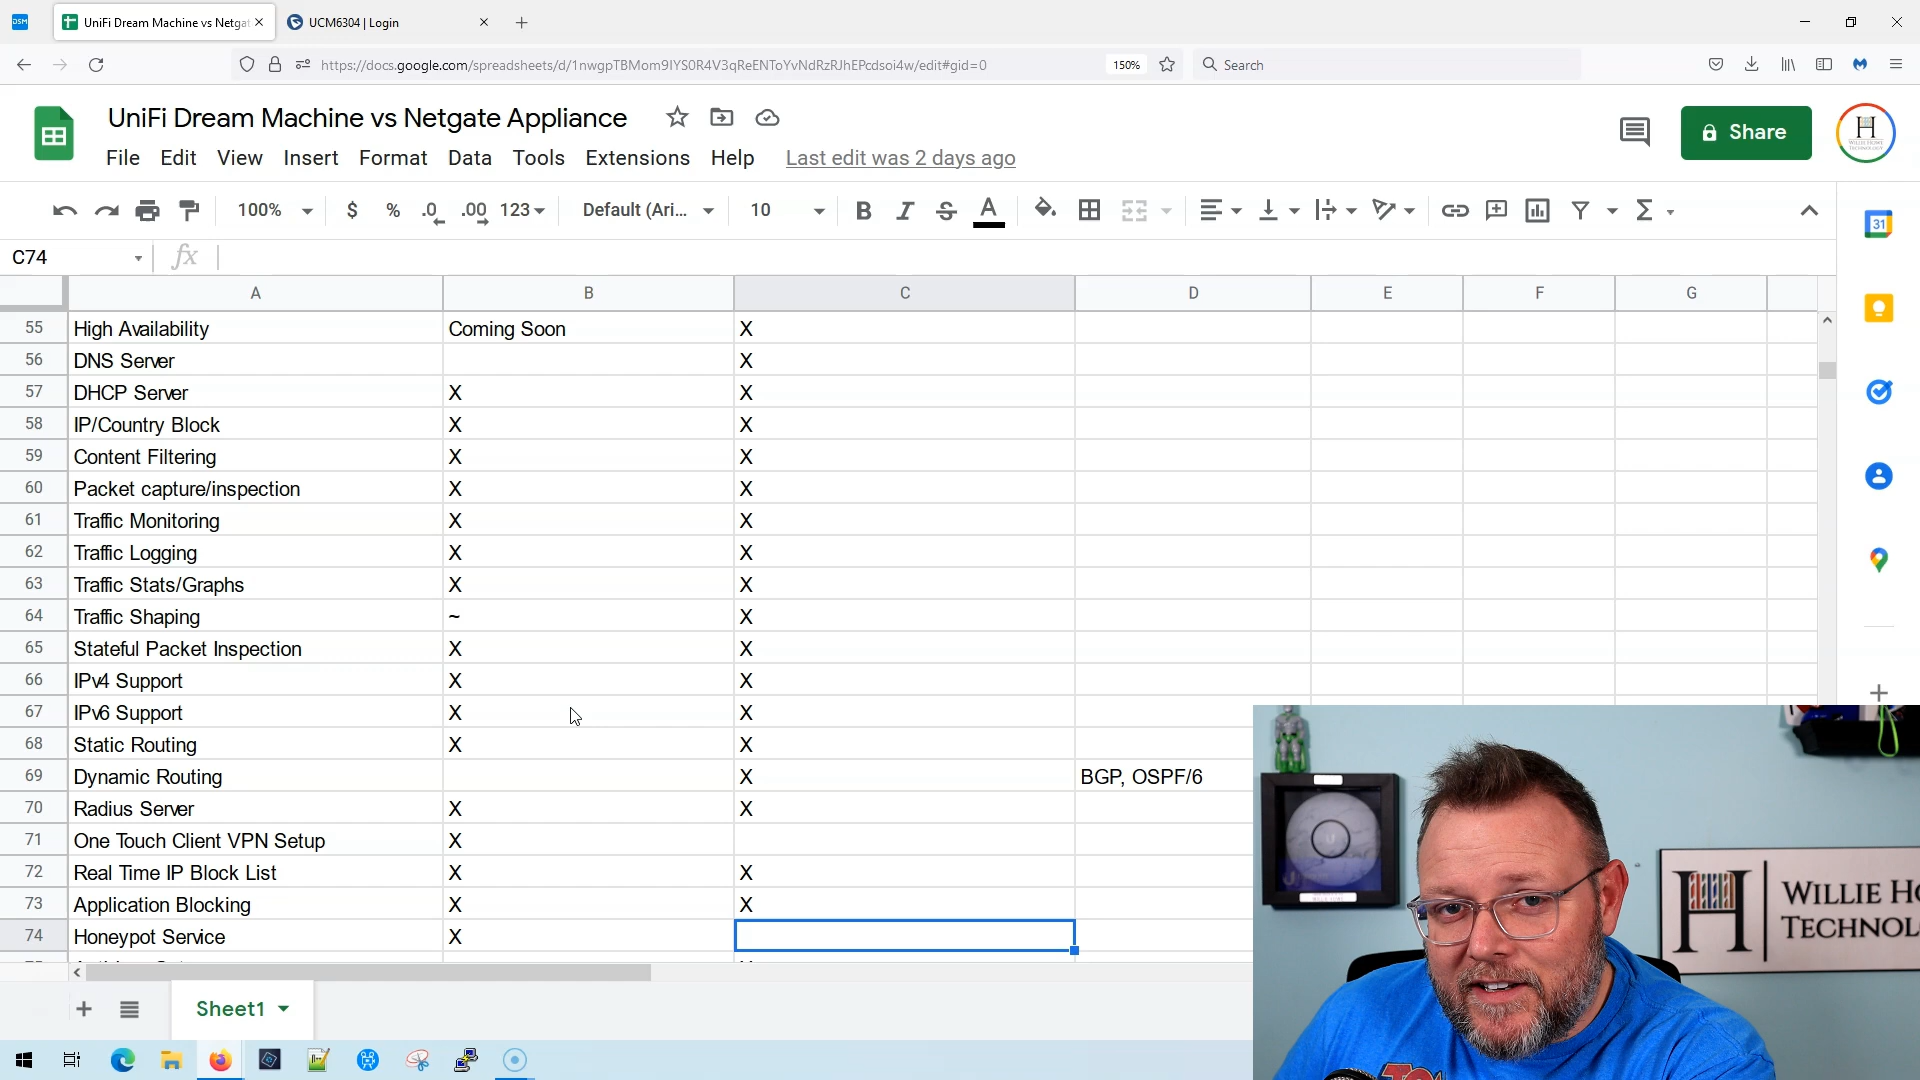 DSM
UniFi Dream Machine vs Netgat
UCM6304 | Login
https://docs.google.com/spreadsheets/d/1nwgpTBMom9IYS0R4V3qReENToYvNdRzRJhEPcdsoi4w/edit#gid=0
150%
Search
UniFi Dream Machine vs Netgate Appliance
File Edit View Insert Format Data Tools Extensions Help Last edit was 2 days ago
Share
100% $ % .0 .00 123 Default (Ari... 10 B I S A
31
C74 fx
A B C D E F G
55 High Availability Coming Soon X
56 DNS Server X
57 DHCP Server X X
58 IP/Country Block X X
59 Content Filtering X X
60 Packet capture/inspection X X
61 Traffic Monitoring X X
62 Traffic Logging X X
63 Traffic Stats/Graphs X X
64 Traffic Shaping ~ X
65 Stateful Packet Inspection X X
66 IPv4 Support X X
67 IPv6 Support X X
68 Static Routing X X
69 Dynamic Routing X BGP, OSPF/6
70 Radius Server X X
71 One Touch Client VPN Setup X
72 Real Time IP Block List X X
73 Application Blocking X X
74 Honeypot Service X
Sheet1
H WILLIE HO
TECHNOL